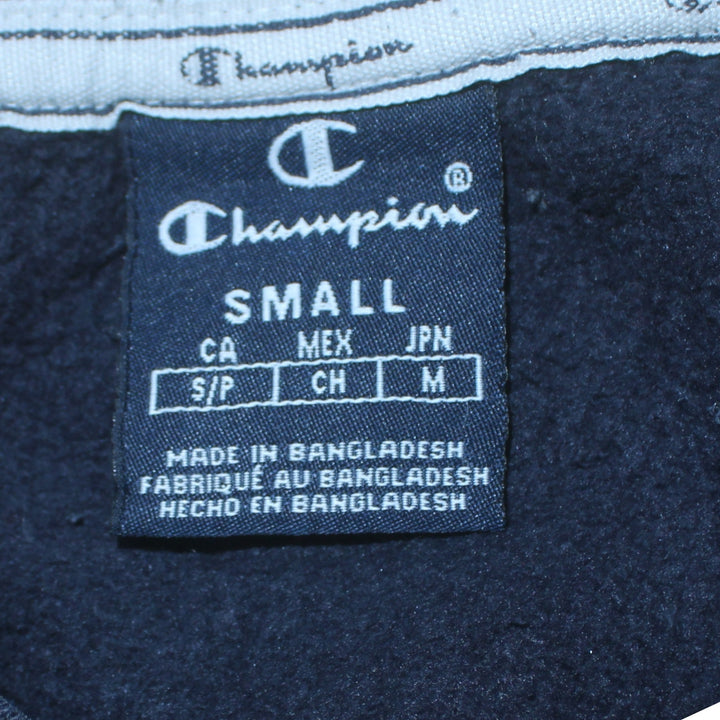 Champion
C
Champion®
SMALL
CA MEX JPN
S/P CH M
MADE IN BANGLADESH
FABRIQUÉ AU BANGLADESH
HECHO EN BANGLADESH